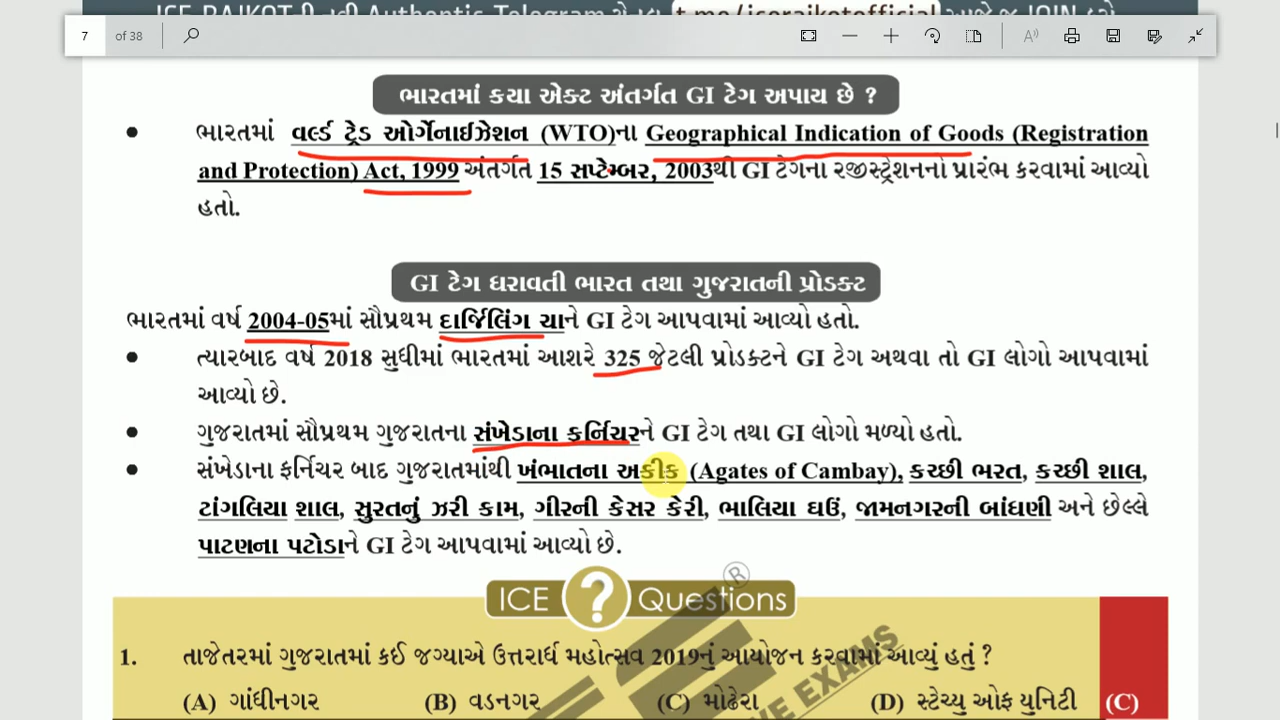 7 of 38
ભારતમાં કયા એક્ટ અંતર્ગત GI ટેગ અપાય છે ?
● ભારતમાં વર્લ્ડ ટ્રેડ ઓર્ગેનાઈઝેશન (WTO)ના Geographical Indication of Goods (Registration
and Protection) Act, 1999 અંતર્ગત 15 સપ્ટેમ્બર, 2003થી GI ટેગના રજીસ્ટ્રેશનનો પ્રારંભ કરવામાં આવ્યો
હતો.
GI ટેગ ધરાવતી ભારત તથા ગુજરાતની પ્રોડક્ટ
ભારતમાં વર્ષ 2004-05માં સૌપ્રથમ દાર્જિલિંગ ચાને GI ટેગ આપવામાં આવ્યો હતો.
● ત્યારબાદ વર્ષ 2018 સુધીમાં ભારતમાં આશરે 325 જેટલી પ્રોડક્ટને GI ટેગ અથવા તો GI લોગો આપવામાં
આવ્યો છે.
● ગુજરાતમાં સૌપ્રથમ ગુજરાતના સંખેડાના ફર્નિચરને GI ટેગ તથા GI લોગો મળ્યો હતો.
● સંખેડાના ફર્નિચર બાદ ગુજરાતમાંથી ખંભાતના અકીક (Agates of Cambay), કચ્છી ભરત, કચ્છી શાલ,
ટાંગલિયા શાલ, સુરતનું ઝરી કામ, ગીરની કેસર કેરી, ભાલિયા ઘઉં, જામનગરની બાંધણી અને છેલ્લે
પાટણના પટોડાને GI ટેગ આપવામાં આવ્યો છે.
ICE ? Questions ®
1. તાજેતરમાં ગુજરાતમાં કઈ જગ્યાએ ઉત્તરાર્ધ મહોત્સવ 2019નું આયોજન કરવામાં આવ્યું હતું ?
(A) ગાંધીનગર (B) વડનગર (C) મોઢેરા (D) સ્ટેચ્યુ ઓફ યુનિટી (C)